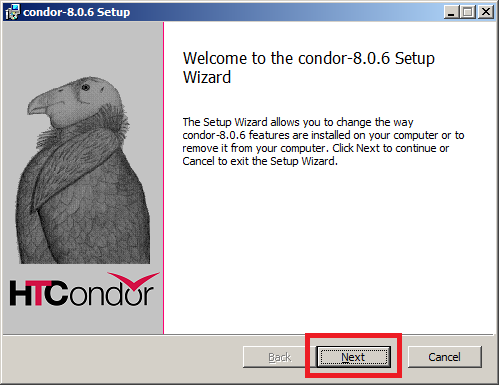 condor-8.0.6 Setup
Welcome to the condor-8.0.6 Setup
Wizard
The Setup Wizard allows you to change the way
condor-8.0.6 features are installed on your computer or to
remove it from your computer. Click Next to continue or
Cancel to exit the Setup Wizard.
HTCondor
Back
Next
Cancel